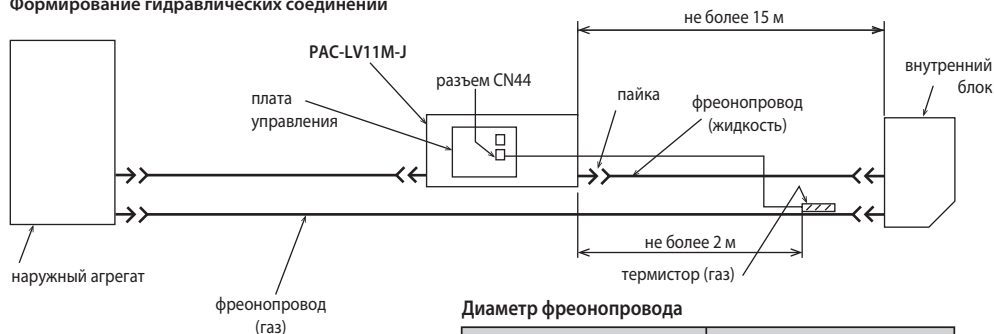 Формирование гидравлических соединений
не более 15 м
PAC-LV11M-J
разъем CN44
внутренний
блок
плата
управления
пайка
фреонопровод
(жидкость)
не более 2 м
наружный агрегат
термистор (газ)
фреонопровод
(газ)
Диаметр фреонопровода